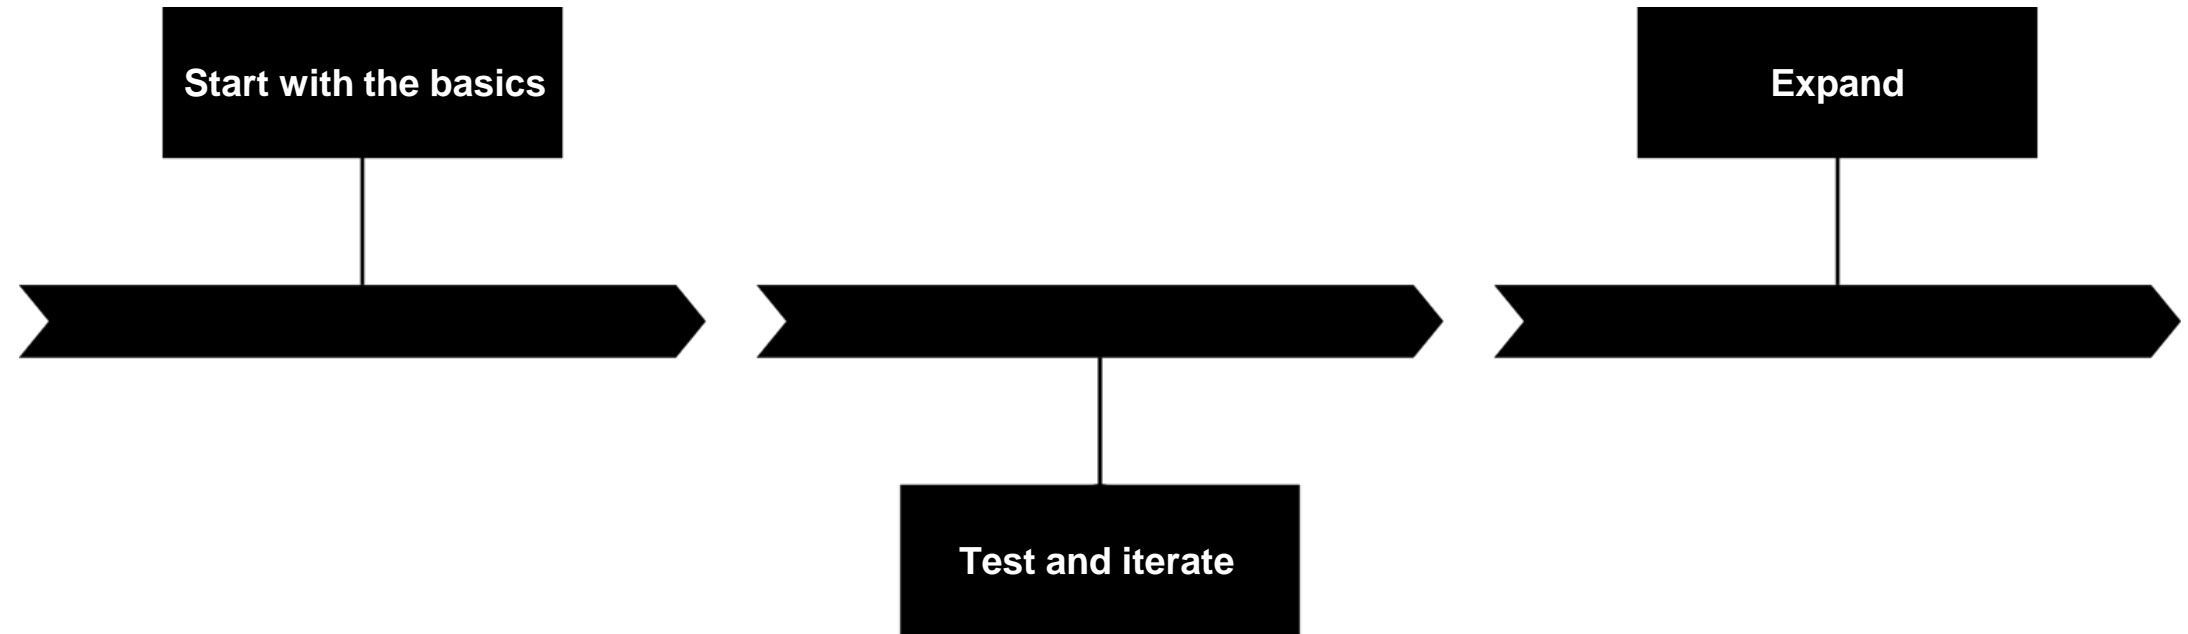 Start with the basics
Test and iterate
Expand